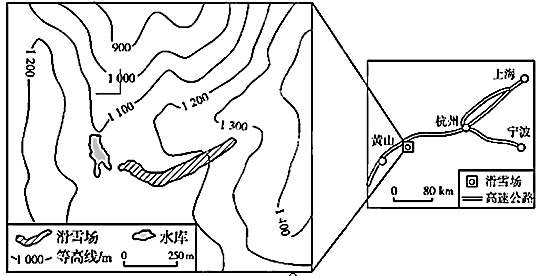 900
1 200
1 000
1 100
1 200
1 300
1 400
滑雪场
水库
1 000 等高线/m
0 250 m
上海
杭州
黄山
宁波
0 80 km
滑雪场
高速公路